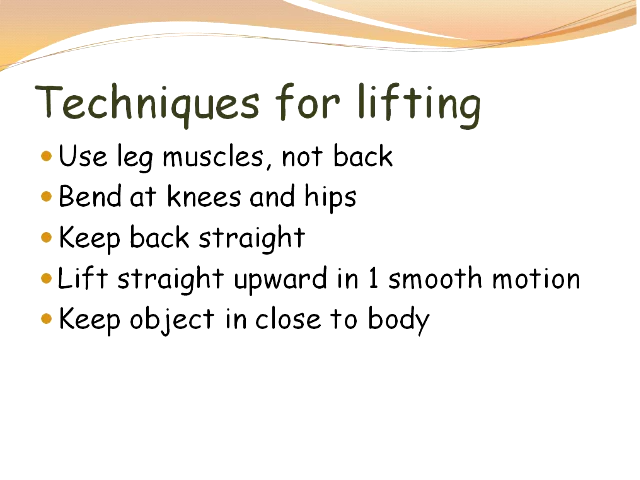 Techniques for lifting
Use leg muscles, not back
Bend at knees and hips
Keep back straight
Lift straight upward in 1 smooth motion
Keep object in close to body